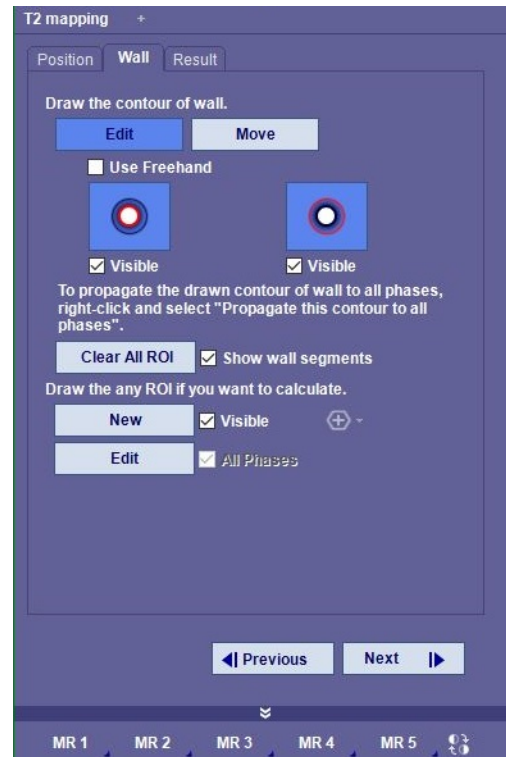 T2 mapping +
Position Wall Result
Draw the contour of wall.
Edit Move
Use Freehand
Visible Visible
To propagate the drawn contour of wall to all phases,
right-click and select "Propagate this contour to all
phases".
Clear All ROI Show wall segments
Draw the any ROI if you want to calculate.
New Visible
Edit All Phases
Previous Next
MR 1 MR 2 MR 3 MR 4 MR 5